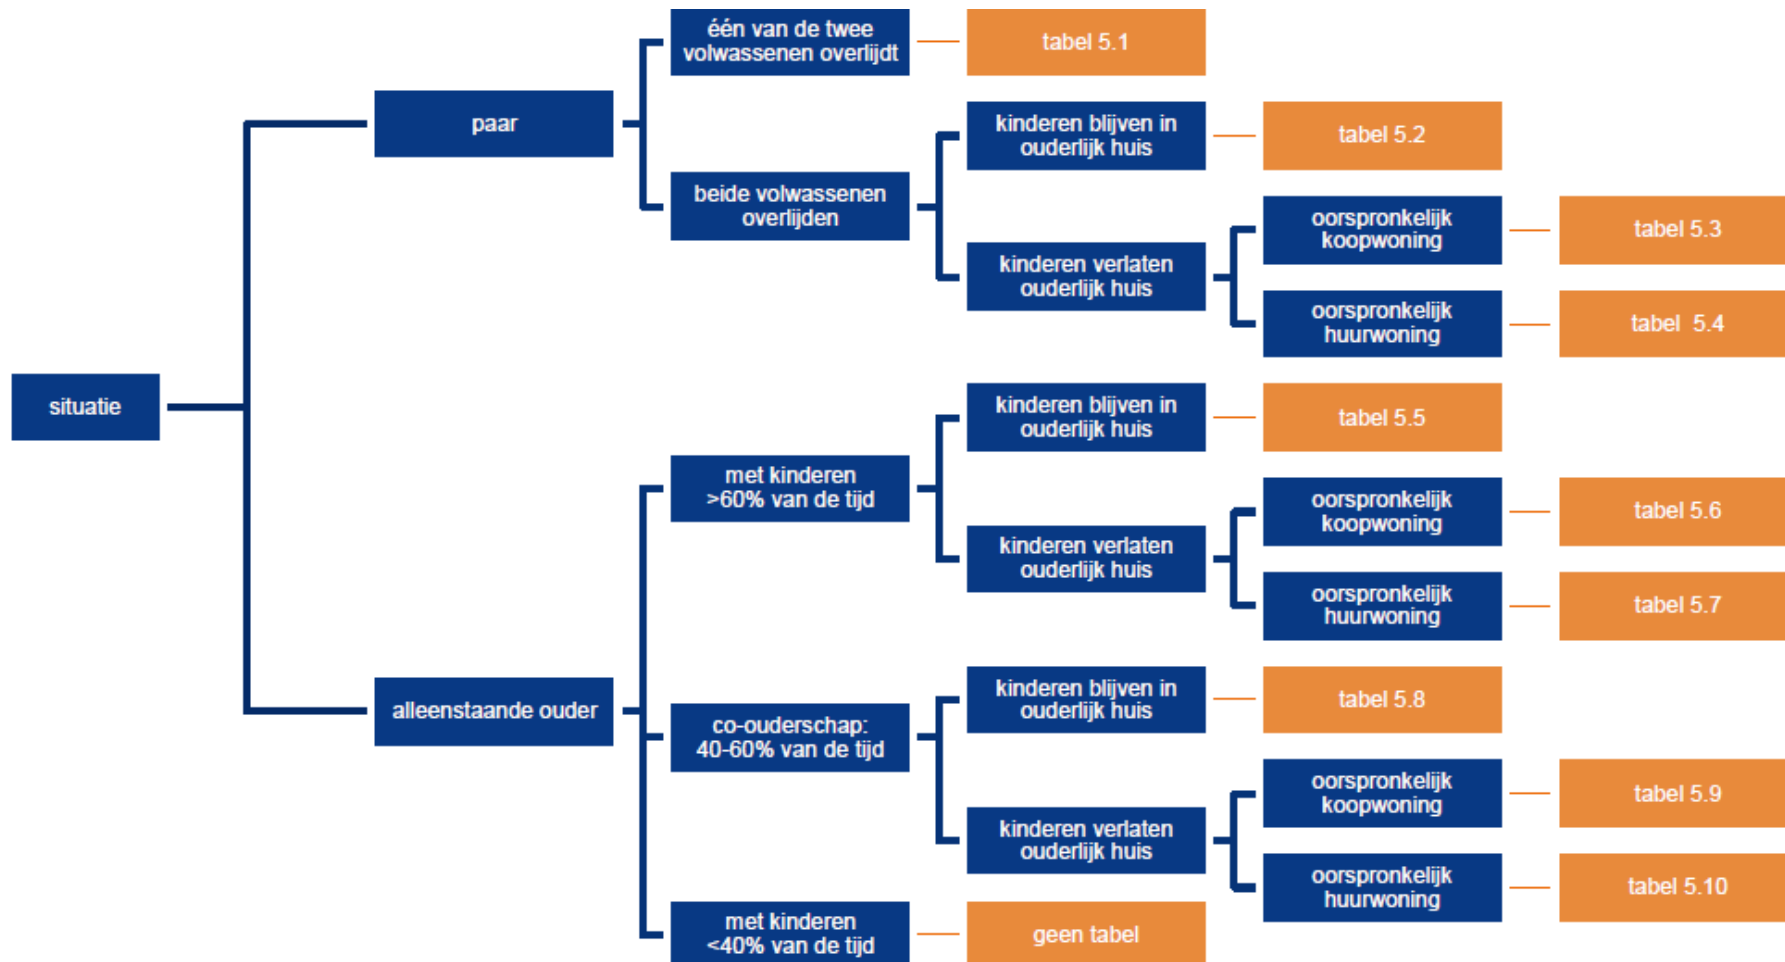 één van de twee
volwassenen overlijdt
tabel 5.1
paar
kinderen blijven in
ouderlijk huis
tabel 5.2
beide volwassenen
overlijden
oorspronkelijk
koopwoning
tabel 5.3
kinderen verlaten
ouderlijk huis
oorspronkelijk
huurwoning
tabel 5.4
situatie
kinderen blijven in
ouderlijk huis
tabel 5.5
met kinderen
>60% van de tijd
oorspronkelijk
koopwoning
tabel 5.6
kinderen verlaten
ouderlijk huis
oorspronkelijk
huurwoning
tabel 5.7
alleenstaande ouder
kinderen blijven in
ouderlijk huis
tabel 5.8
co-ouderschap:
40-60% van de tijd
oorspronkelijk
koopwoning
tabel 5.9
kinderen verlaten
ouderlijk huis
oorspronkelijk
huurwoning
tabel 5.10
met kinderen
<40% van de tijd
geen tabel